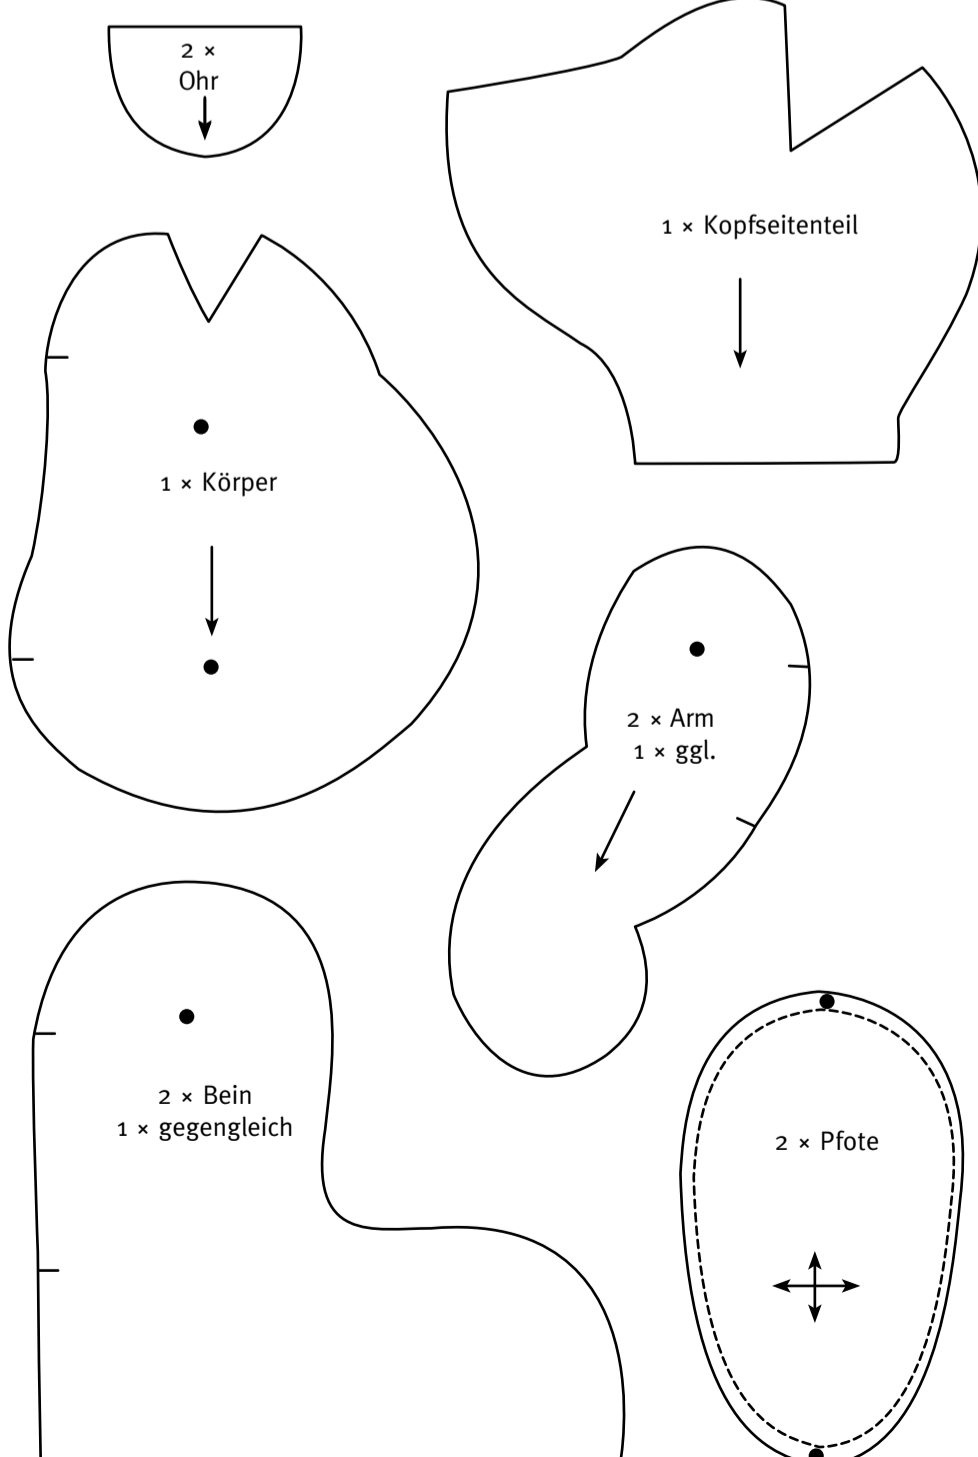 2 ×
Ohr
1 × Kopfseitenteil
1 × Körper
2 × Arm
1 × ggl.
2 × Bein
1 × gegengleich
2 × Pfote